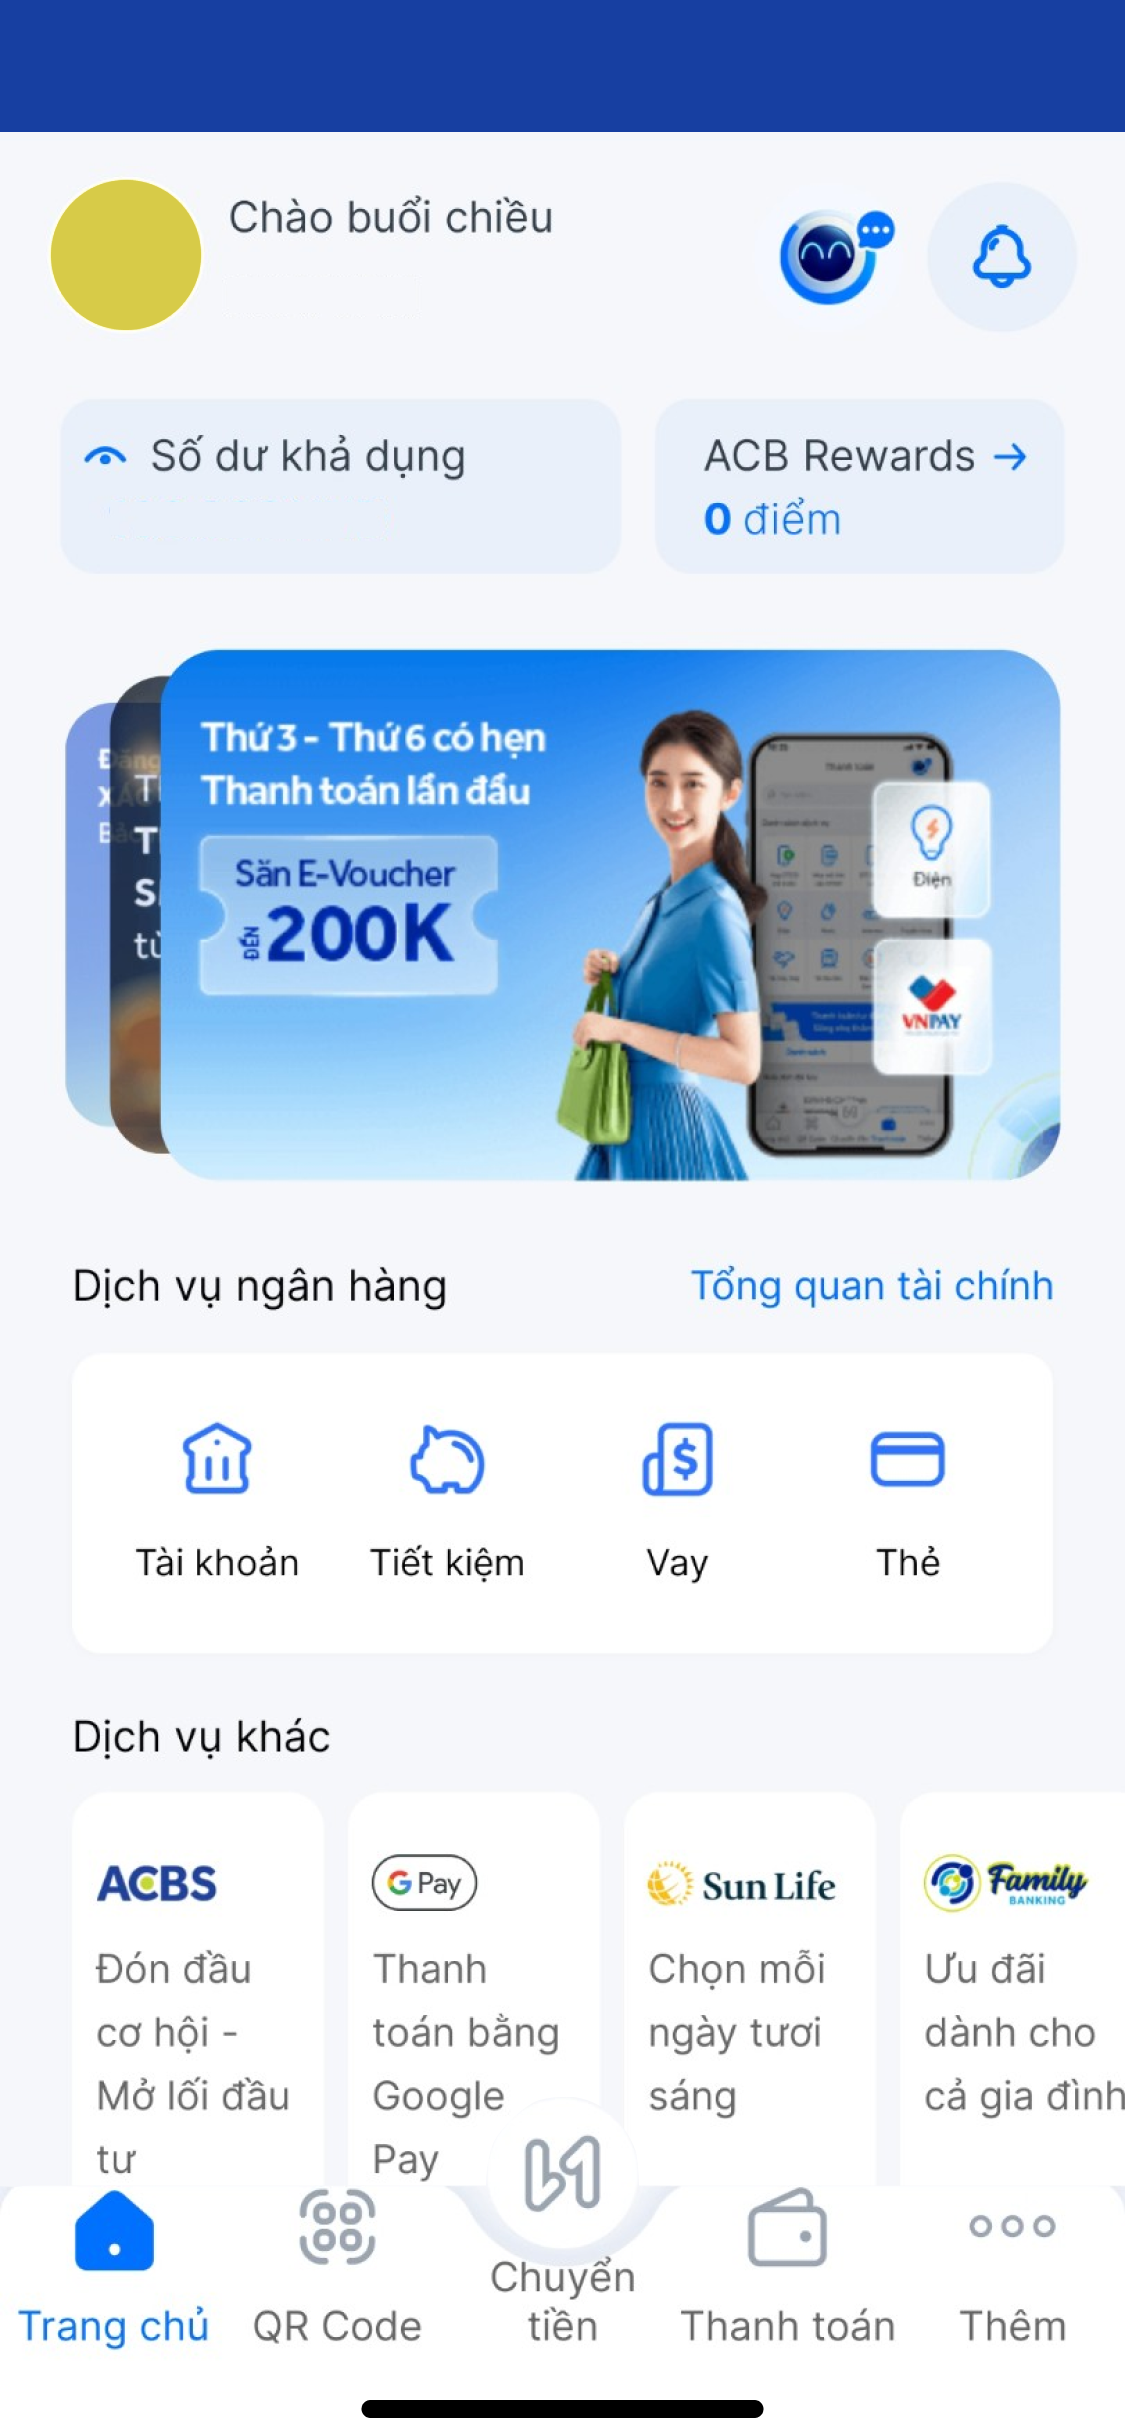 Chào buổi chiều
Số dư khả dụng
ACB Rewards →
0 điểm
Thứ 3 - Thứ 6 có hẹn
Thanh toán lần đầu
Săn E-Voucher
ĐẾN 200K
Điện
VNPAY
Dịch vụ ngân hàng
Tổng quan tài chính
Tài khoản
Tiết kiệm
Vay
Thẻ
Dịch vụ khác
ACBS
Đón đầu
cơ hội -
Mở lối đầu
tư
G Pay
Thanh
toán bằng
Google
Pay
Sun Life
Chọn mỗi
ngày tươi
sáng
Family
BANKING
Ưu đãi
dành cho
cả gia đình
Trang chủ
QR Code
Chuyển
tiền
Thanh toán
Thêm